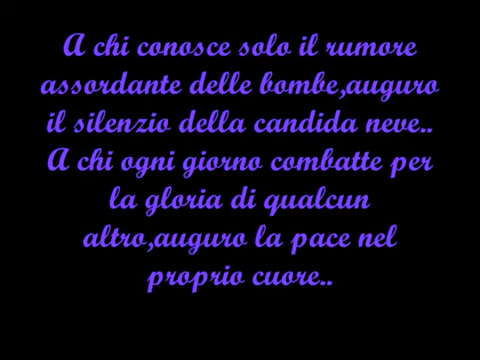 A chi conosce solo il rumore
assordante delle bombe,auguro
il silenzio della candida neve..
A chi ogni giorno combatte per
la gloria di qualcun
altro,auguro la pace nel
proprio cuore..